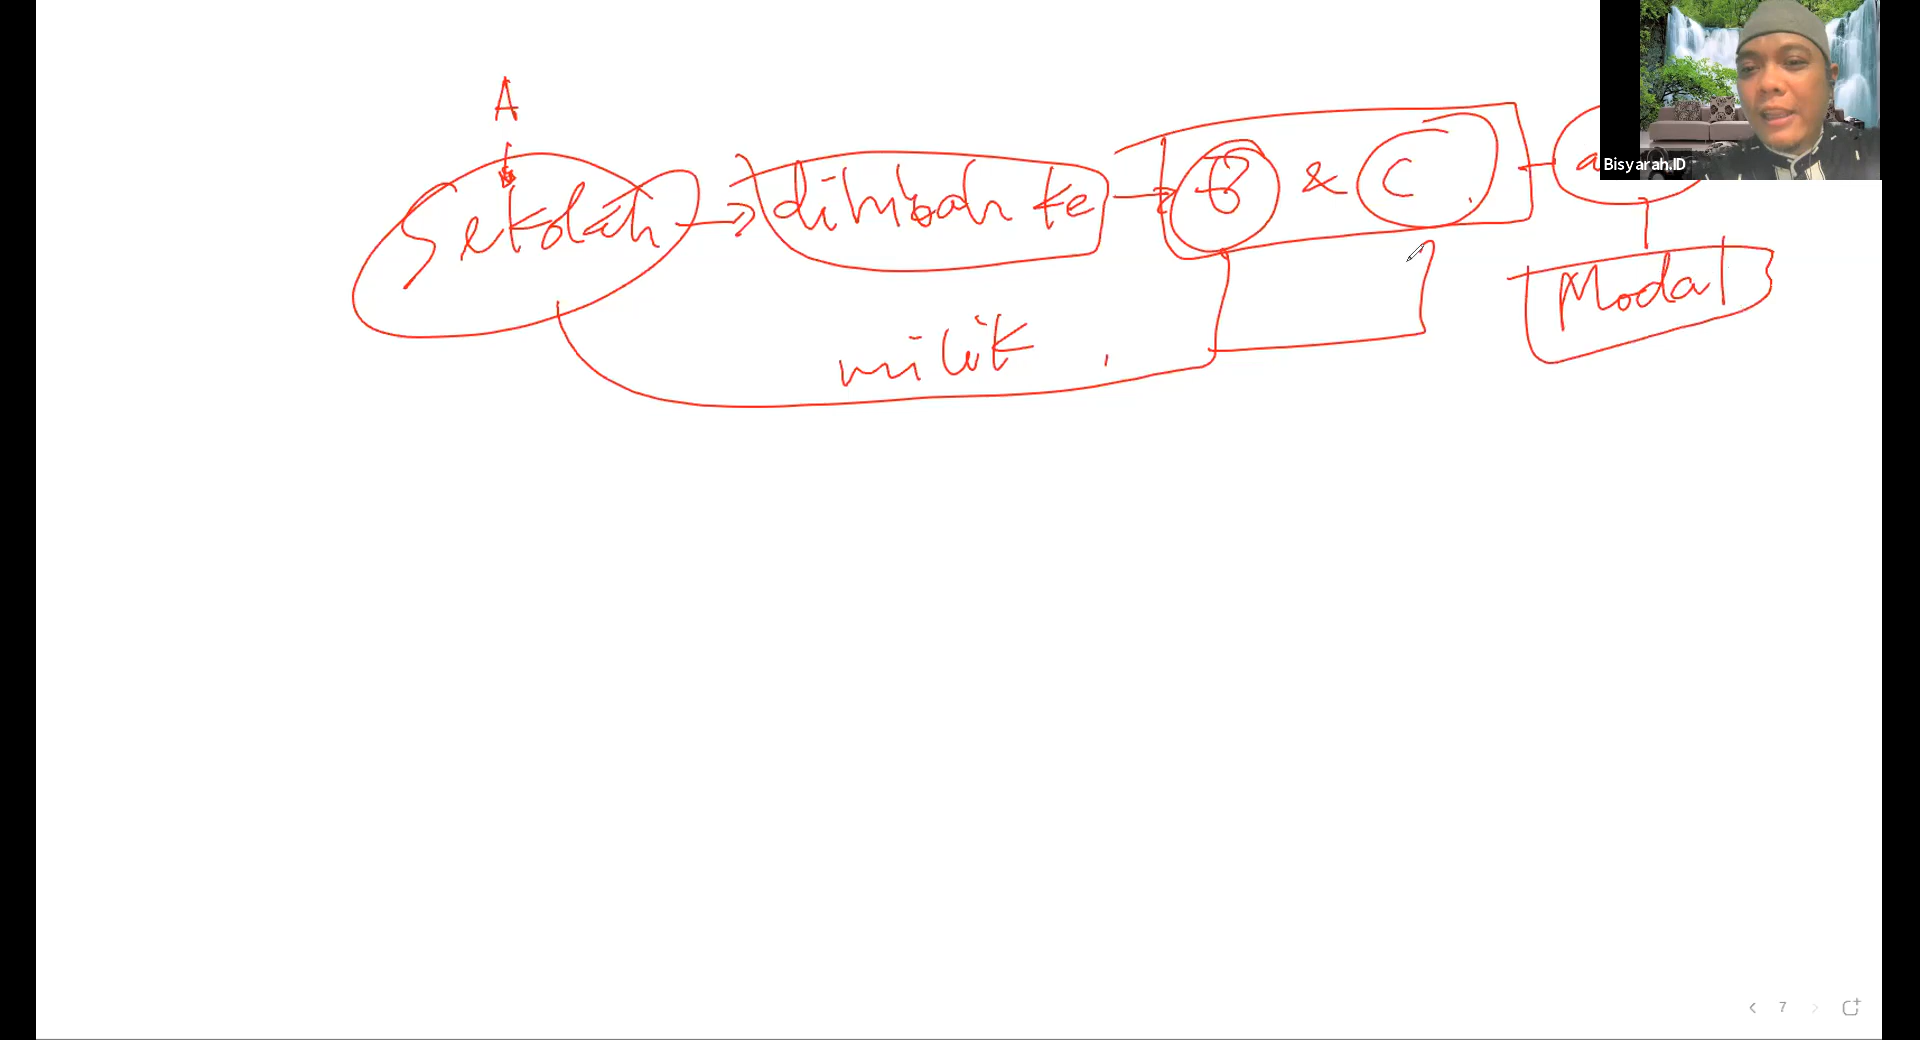 A
Sekolah dihibah ke B & C a
Bisyarah.ID
Modal
milik
7